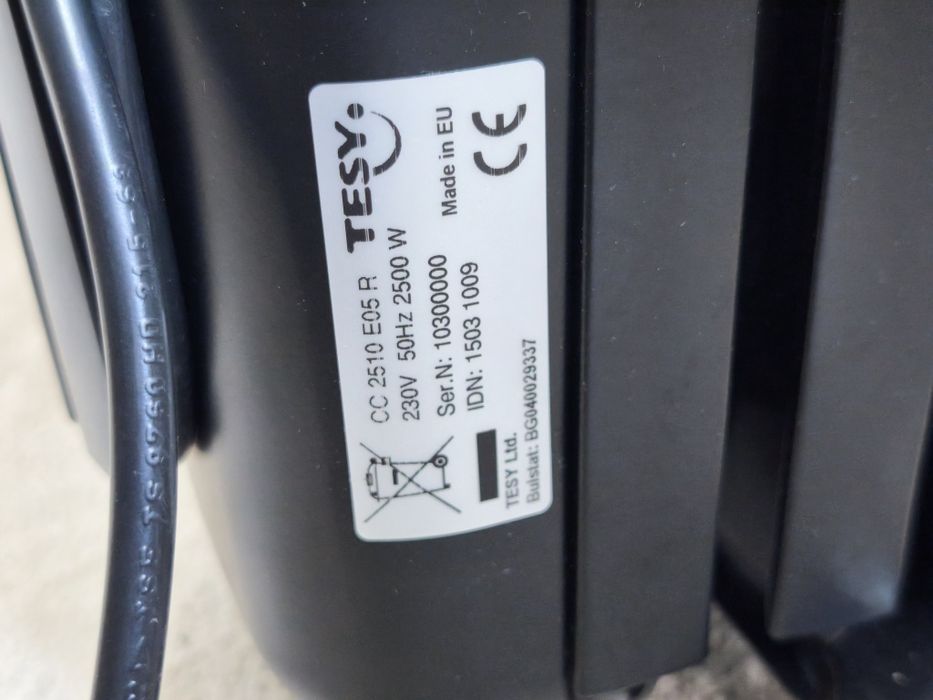 TESY
CC 2510 E05 R
230V 50Hz 2500 W
Ser.N: 10300000
Made in EU
IDN: 1503 1009
CE
TESY Ltd.
Bulstat: BG040029337